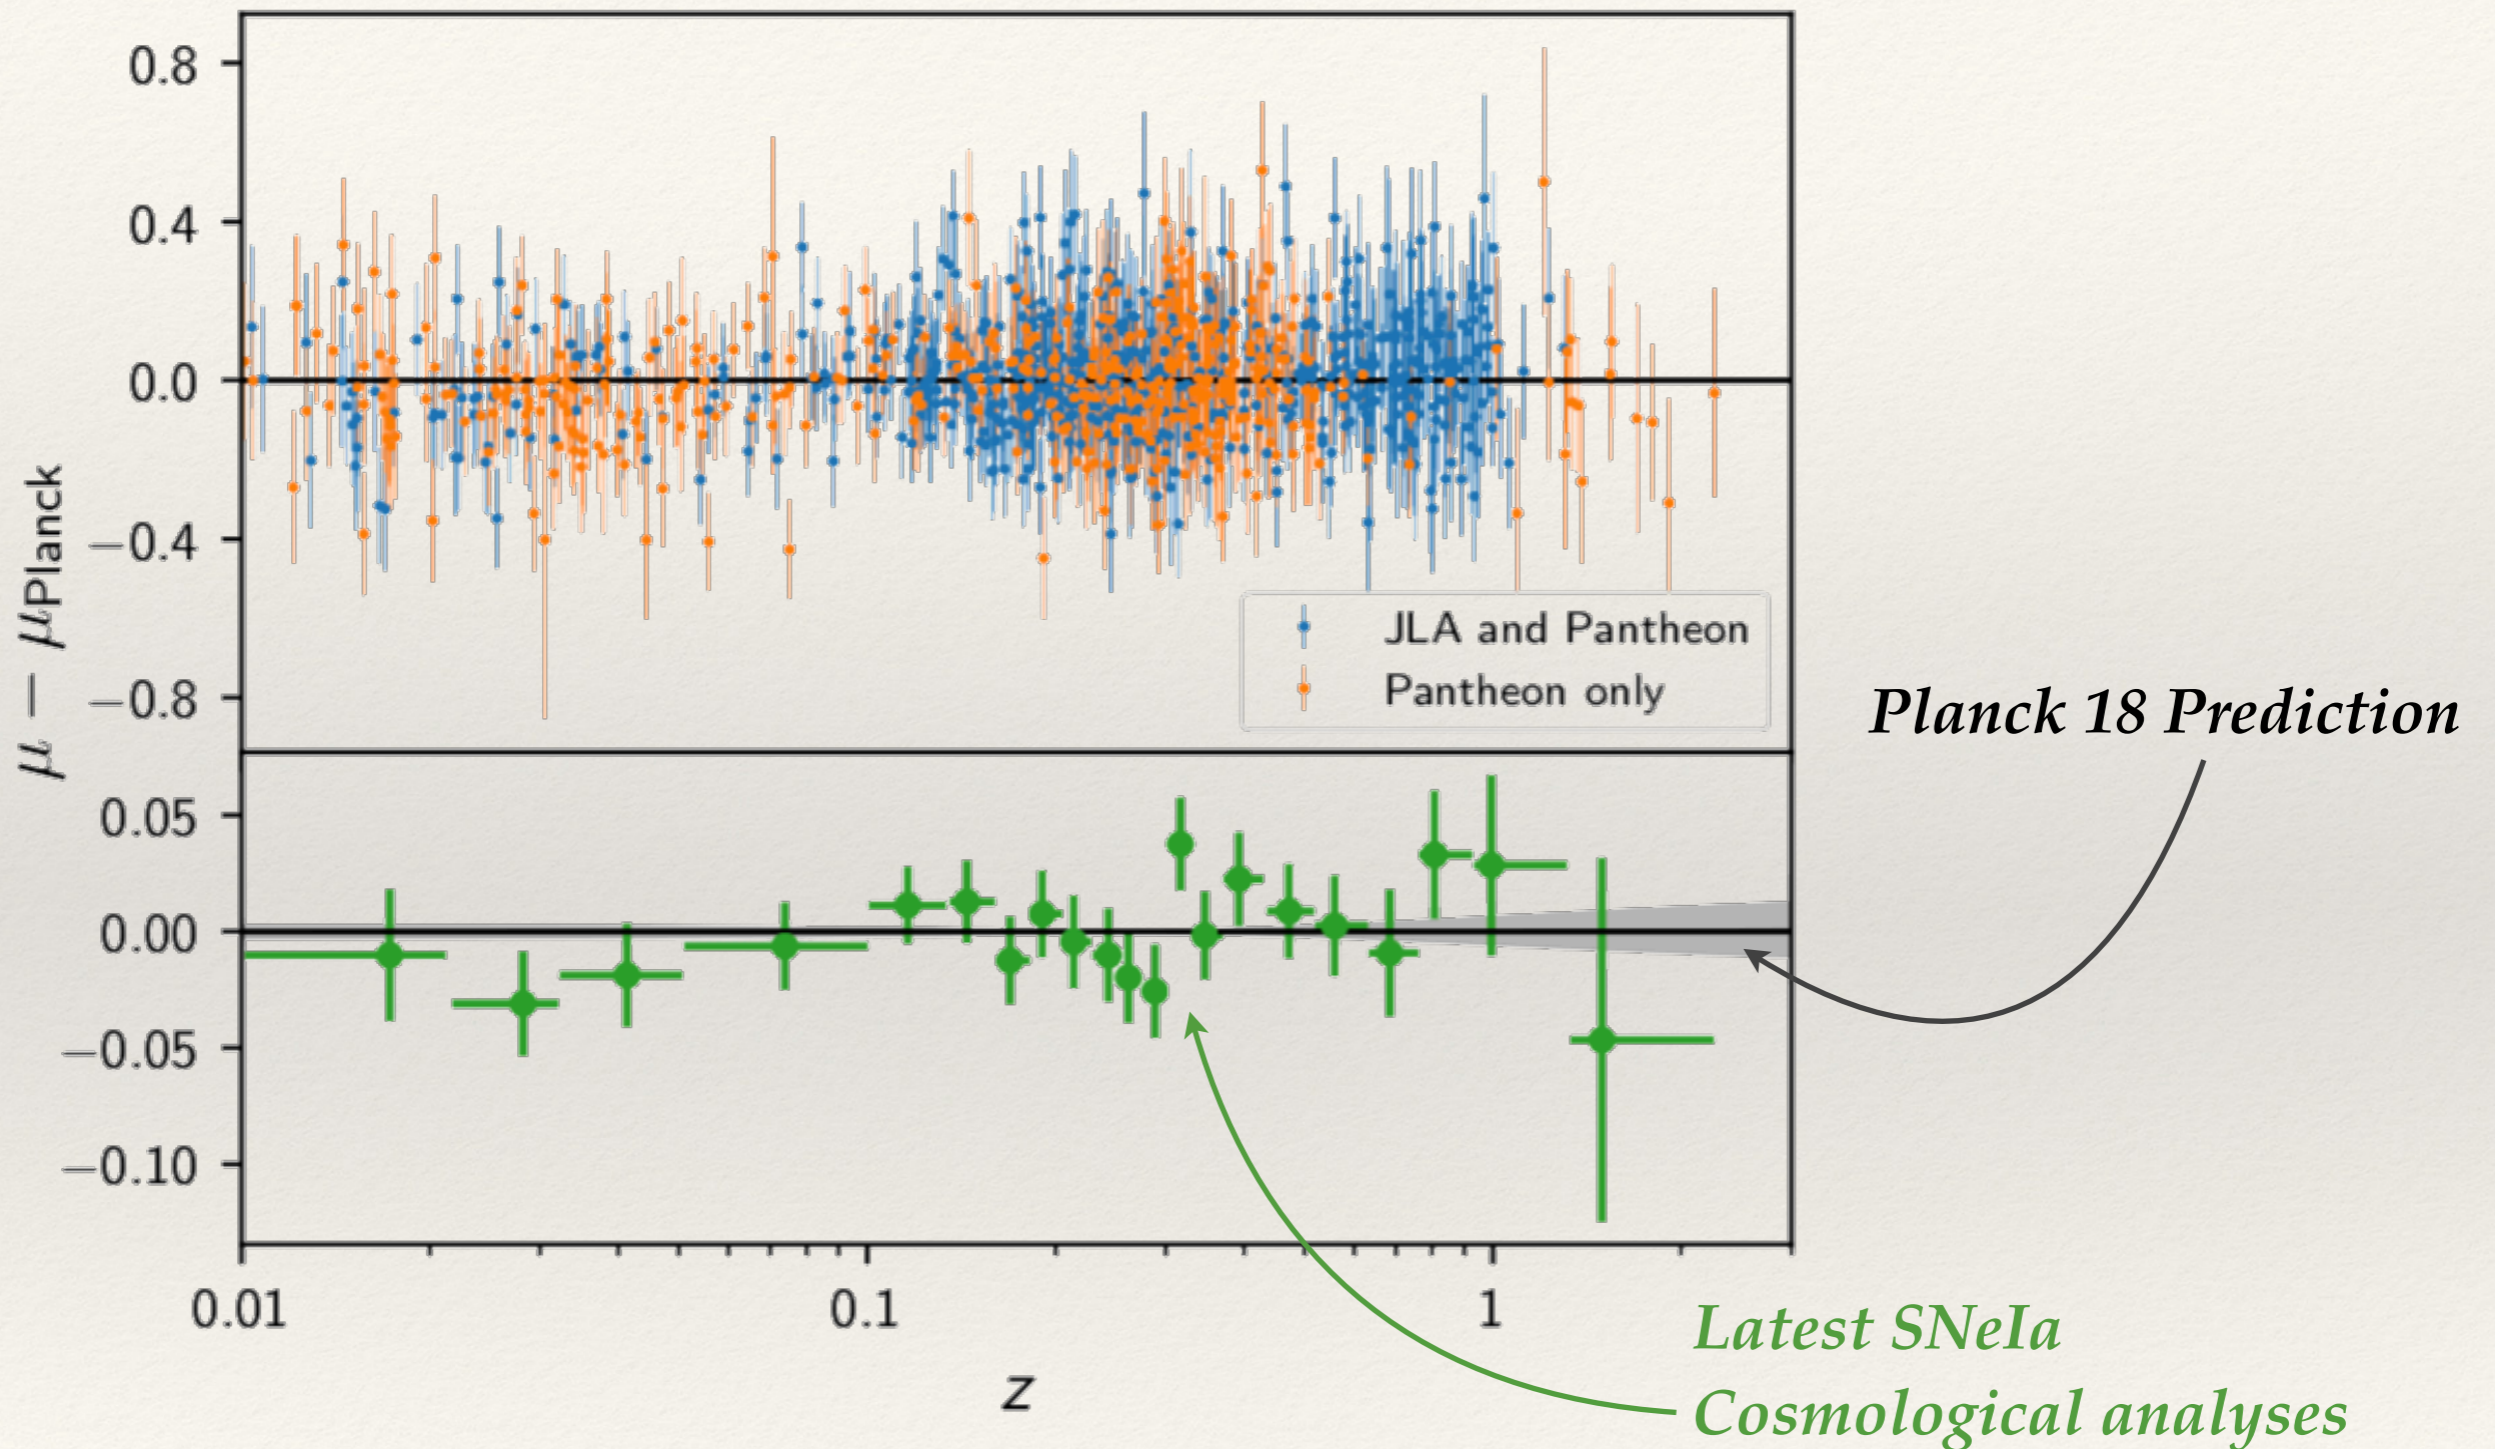 0.8
0.4
0.0
−0.4
−0.8
μ − μPlanck
JLA and Pantheon
Pantheon only
Planck 18 Prediction
0.05
0.00
−0.05
−0.10
0.01 0.1 1
z
Latest SNeIa
Cosmological analyses